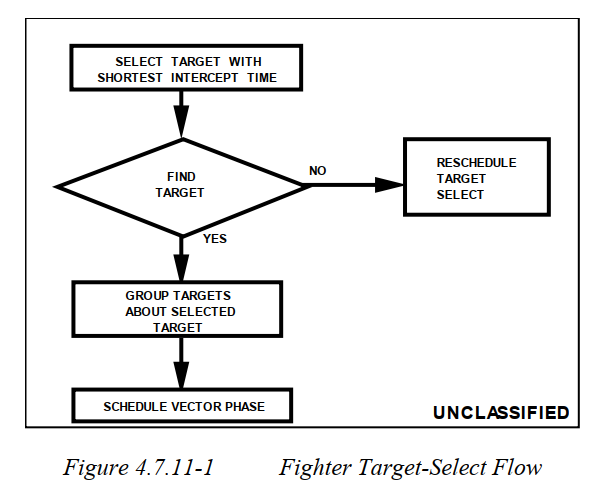 SELECT TARGET WITH
SHORTEST INTERCEPT TIME
FIND
TARGET
NO
RESCHEDULE
TARGET
SELECT
YES
GROUP TARGETS
ABOUT SELECTED
TARGET
SCHEDULE VECTOR PHASE
UNCLASSIFIED
Figure 4.7.11-1 Fighter Target-Select Flow